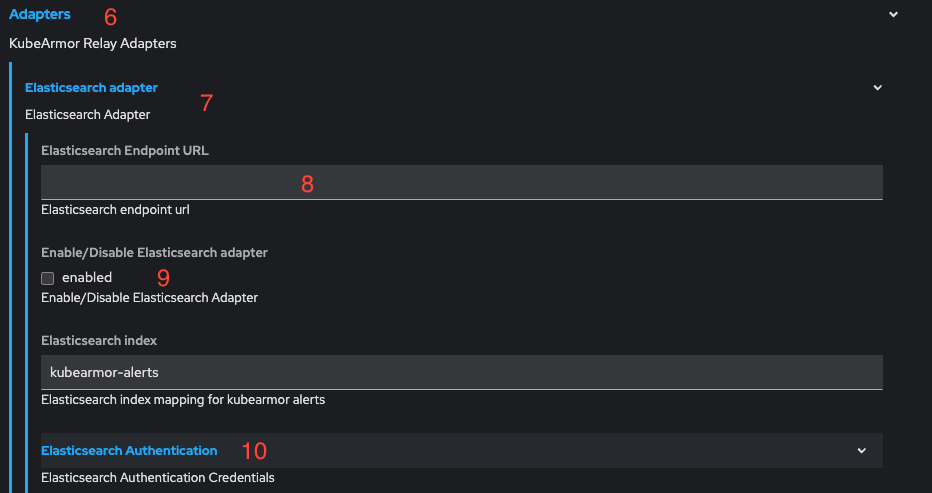 Adapters 6
KubeArmor Relay Adapters
Elasticsearch adapter
7
Elasticsearch Adapter
Elasticsearch Endpoint URL
8
Elasticsearch endpoint url
Enable/Disable Elasticsearch adapter
enabled 9
Enable/Disable Elasticsearch Adapter
Elasticsearch index
kubearmor-alerts
Elasticsearch index mapping for kubearmor alerts
Elasticsearch Authentication 10
Elasticsearch Authentication Credentials